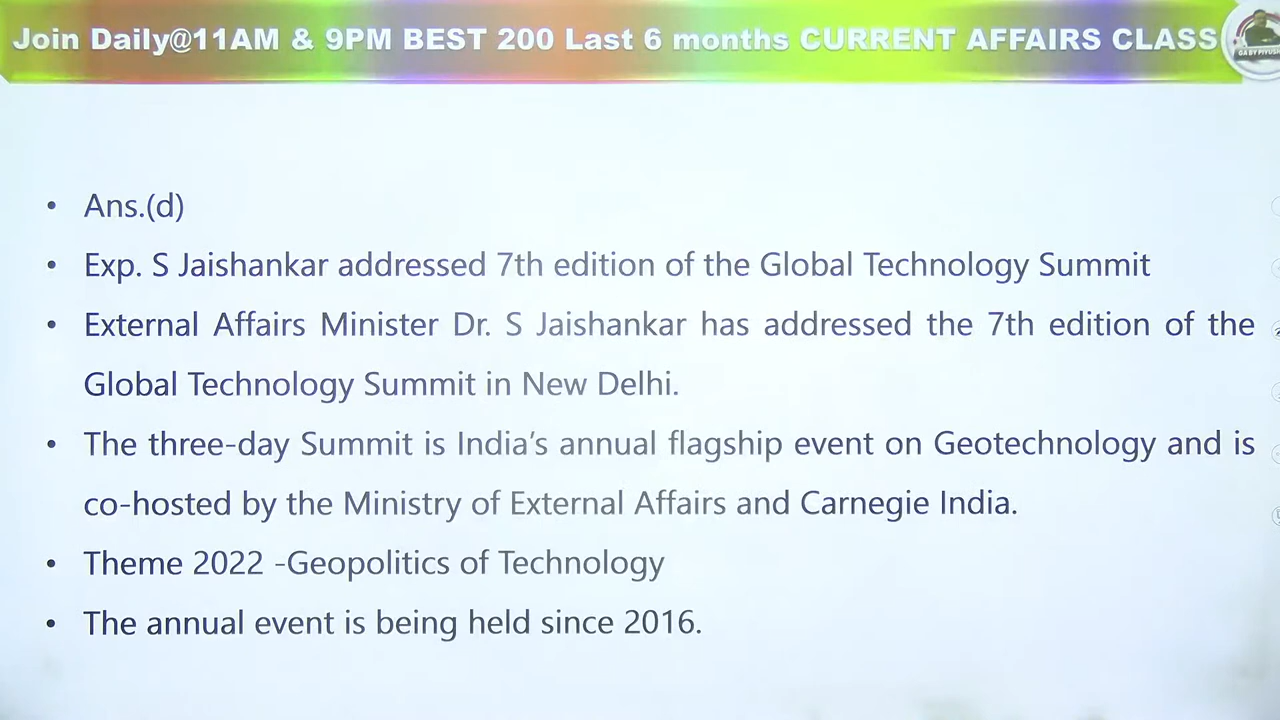 Join Daily@11AM & 9PM BEST 200 Last 6 months CURRENT AFFAIRS CLASS
• Ans.(d)
• Exp. S Jaishankar addressed 7th edition of the Global Technology Summit
• External Affairs Minister Dr. S Jaishankar has addressed the 7th edition of the
Global Technology Summit in New Delhi.
• The three-day Summit is India’s annual flagship event on Geotechnology and is
co-hosted by the Ministry of External Affairs and Carnegie India.
• Theme 2022 -Geopolitics of Technology
• The annual event is being held since 2016.